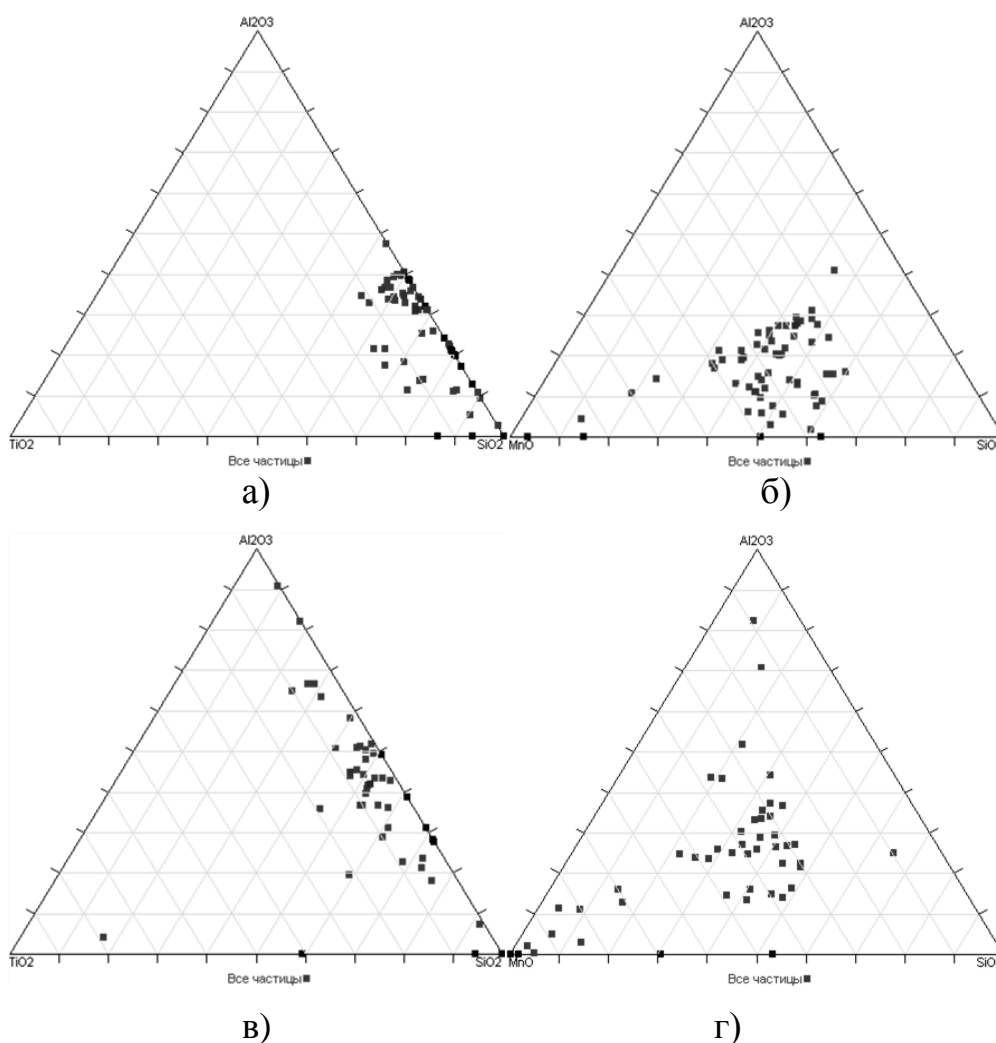 Al2O3
Al2O3
TiO2
SiO2
MnO
SiO
Все частицы
Все частицы
а)
б)
Al2O3
Al2O3
TiO2
SiO2
MnO
SiO
Все частицы
Все частицы
в)
г)